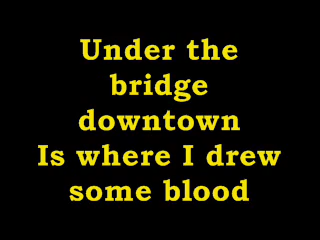 Under the
bridge
downtown
Is where I drew
some blood